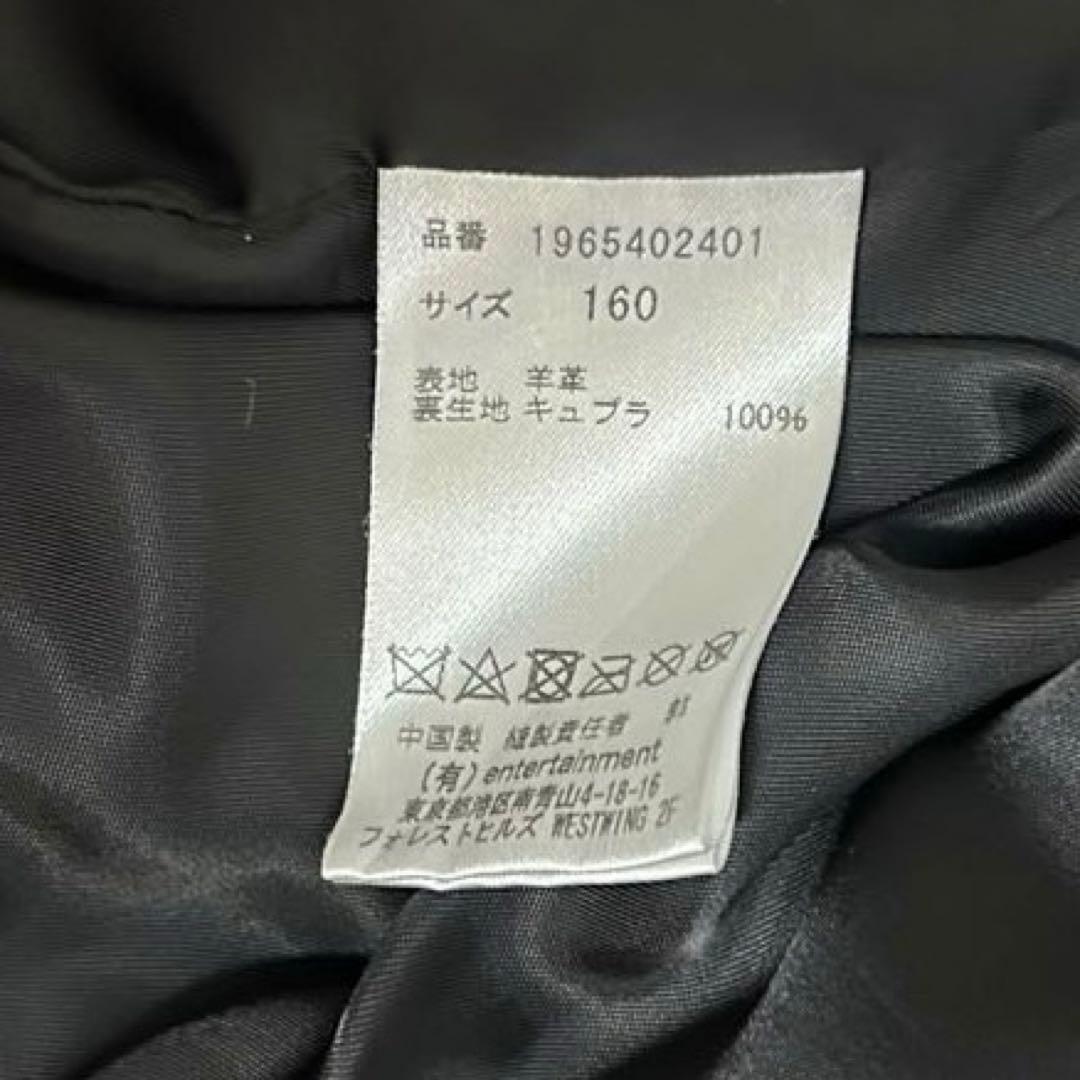 品番 1965402401
サイズ 160
表地 羊革
裏生地 キュプラ 100%
中国製 縫製責任者
(有)entertainment
東京都港区南青山4-18-16
フォレストヒルズ WESTWING 2F